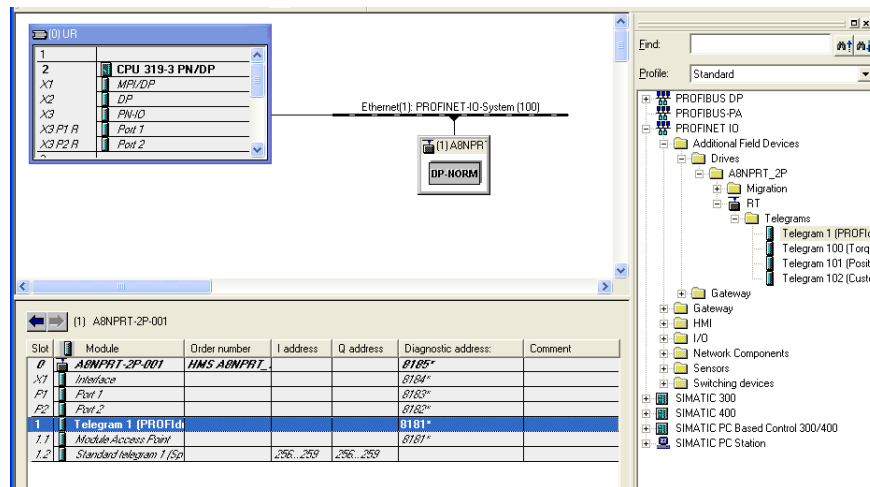 (0) UR
1
2 CPU 319-3 PN/DP
X1 MPI/DP
X2 DP
X3 PN-IO
X3 P1 R Port 1
X3 P2 R Port 2
Ethernet(1): PROFINET-IO-System (100)
(1) A8NPRT
DP-NORM
(1) A8NPRT-2P-001
Slot Module Order number I address Q address Diagnostic address: Comment
0 A8NPRT-2P-001 HMS A8NPRT_ 8185*
X1 Interface 8184*
P1 Port 1 8183*
P2 Port 2 8182*
1 Telegram 1 (PROFIdr 8181*
1.1 Module Access Point 8181*
1.2 Standard telegram 1 (Sp 256...259 256...259
Find:
Profile: Standard
PROFIBUS DP
PROFIBUS-PA
PROFINET IO
Additional Field Devices
Drives
A8NPRT_2P
Migration
RT
Telegrams
Telegram 1 (PROFId
Telegram 100 (Torq
Telegram 101 (Posit
Telegram 102 (Cust
Gateway
Gateway
HMI
I/O
Network Components
Sensors
Switching devices
SIMATIC 300
SIMATIC 400
SIMATIC PC Based Control 300/400
SIMATIC PC Station